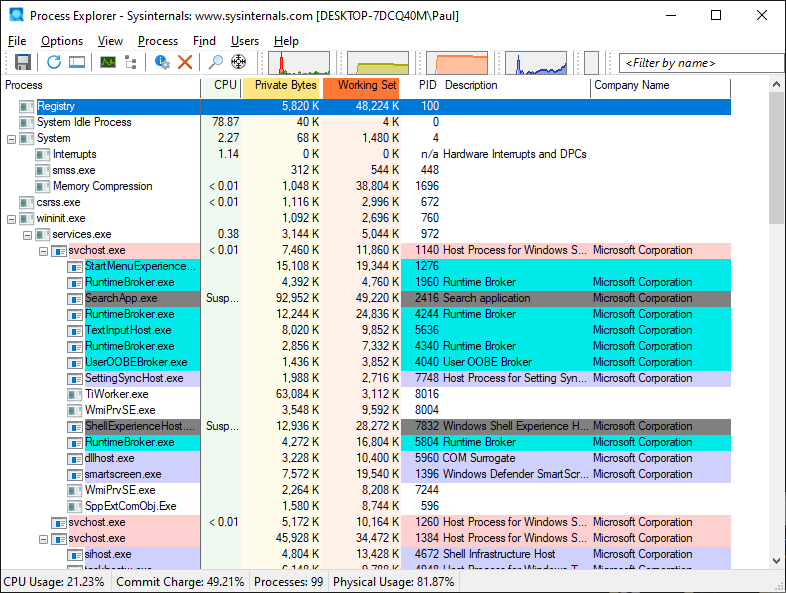 Process Explorer - Sysinternals: www.sysinternals.com [DESKTOP-7DCQ40M\Paul]
File Options View Process Find Users Help
<Filter by name>
Process CPU Private Bytes Working Set PID Description Company Name
Registry 5,820 K 48,224 K 100
System Idle Process 78.87 40 K 4 K 0
System 2.27 68 K 1,480 K 4
Interrupts 1.14 0 K 0 K n/a Hardware Interrupts and DPCs
smss.exe 312 K 544 K 448
Memory Compression < 0.01 1,048 K 38,804 K 1696
csrss.exe < 0.01 1,116 K 2,996 K 672
wininit.exe 1,092 K 2,696 K 760
services.exe 0.38 3,144 K 5,044 K 972
svchost.exe < 0.01 7,460 K 11,860 K 1140 Host Process for Windows S... Microsoft Corporation
StartMenuExperience... 15,108 K 19,344 K 1276
RuntimeBroker.exe 4,392 K 4,760 K 1960 Runtime Broker Microsoft Corporation
SearchApp.exe Susp... 92,952 K 49,220 K 2416 Search application Microsoft Corporation
RuntimeBroker.exe 12,244 K 24,836 K 4244 Runtime Broker Microsoft Corporation
TextInputHost.exe 8,020 K 9,852 K 5636 Microsoft Corporation
RuntimeBroker.exe 2,856 K 7,332 K 4340 Runtime Broker Microsoft Corporation
UserOOBEBroker.exe 1,436 K 3,852 K 4040 User OOBE Broker Microsoft Corporation
SettingSyncHost.exe 1,988 K 2,716 K 7748 Host Process for Setting Syn... Microsoft Corporation
TiWorker.exe 63,084 K 3,112 K 8016
WmiPrvSE.exe 3,548 K 9,592 K 8004
ShellExperienceHost.... Susp... 12,936 K 28,272 K 7832 Windows Shell Experience H... Microsoft Corporation
RuntimeBroker.exe 4,272 K 16,804 K 5804 Runtime Broker Microsoft Corporation
dllhost.exe 3,228 K 10,400 K 5960 COM Surrogate Microsoft Corporation
smartscreen.exe 7,572 K 19,540 K 1396 Windows Defender SmartScr... Microsoft Corporation
WmiPrvSE.exe 2,264 K 8,208 K 7244
SppExtComObj.Exe 1,580 K 8,744 K 596
svchost.exe < 0.01 5,172 K 10,164 K 1260 Host Process for Windows S... Microsoft Corporation
svchost.exe 45,928 K 34,472 K 1384 Host Process for Windows S... Microsoft Corporation
sihost.exe 4,804 K 13,428 K 4672 Shell Infrastructure Host Microsoft Corporation
CPU Usage: 21.23% Commit Charge: 49.21% Processes: 99 Physical Usage: 81.87%